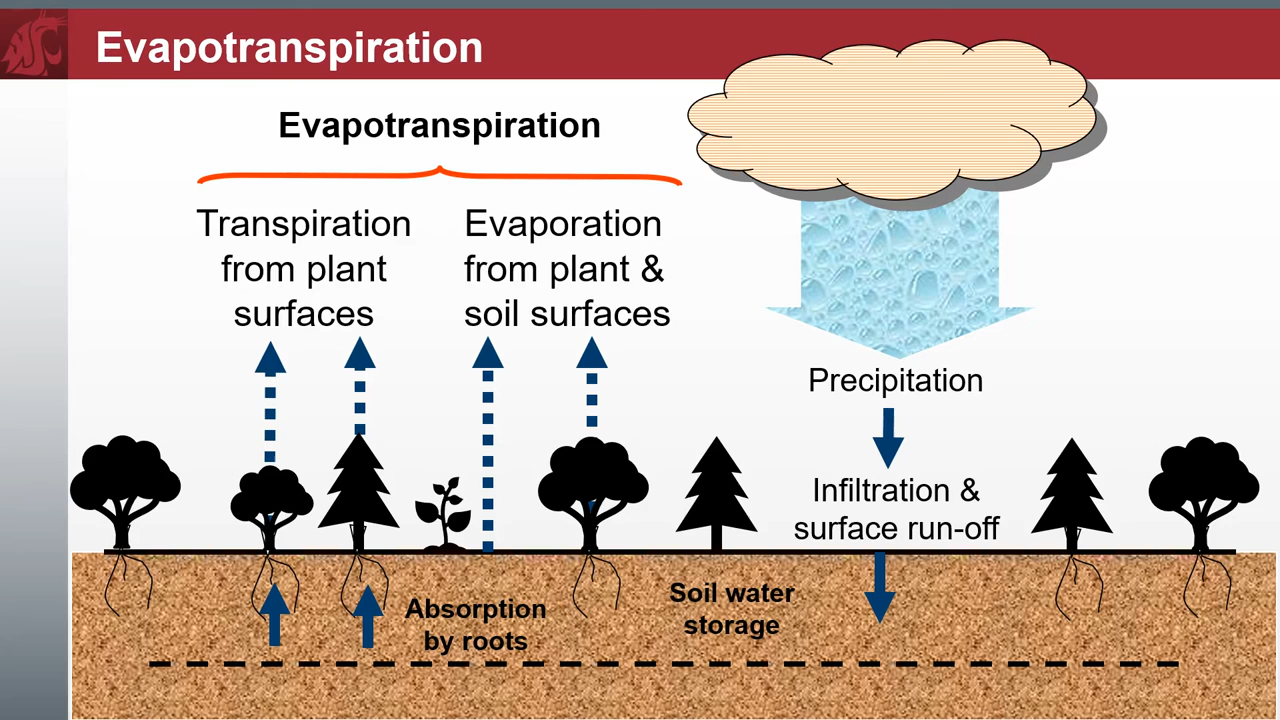 Evapotranspiration
Evapotranspiration
Transpiration
from plant
surfaces
Evaporation
from plant &
soil surfaces
Precipitation
Infiltration &
surface run-off
Absorption
by roots
Soil water
storage